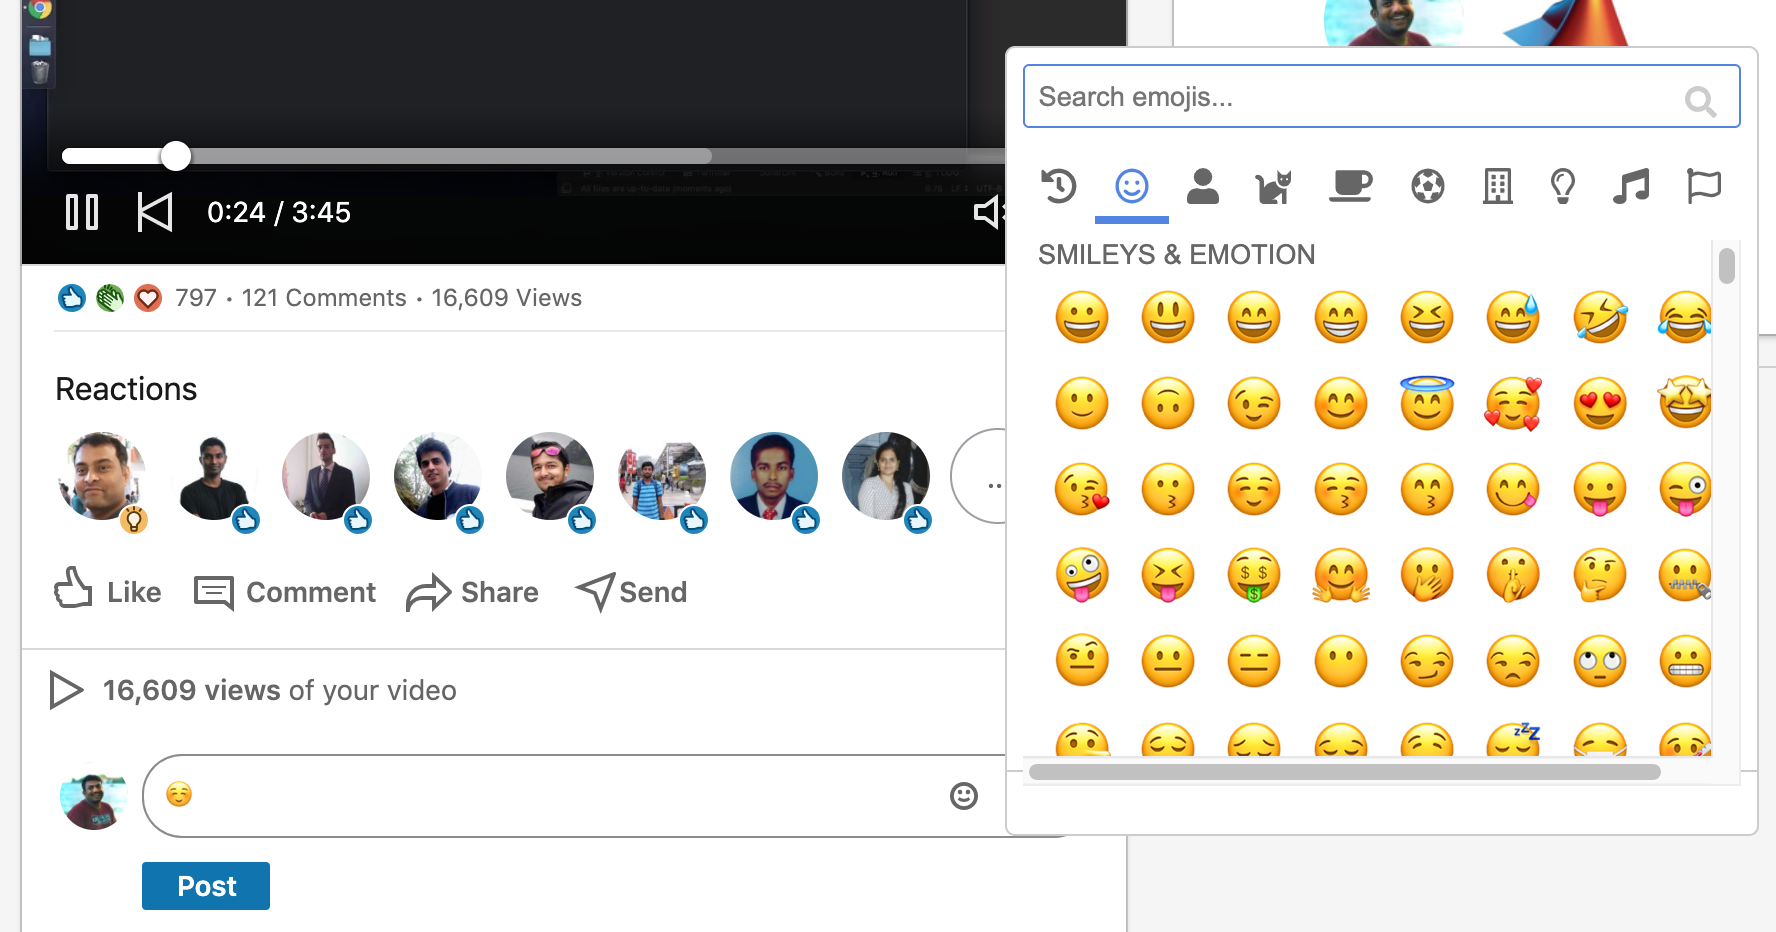 Search emojis...
0:24 / 3:45
SMILEYS & EMOTION
797 • 121 Comments • 16,609 Views
Reactions
...
Like Comment Share Send
16,609 views of your video
Post